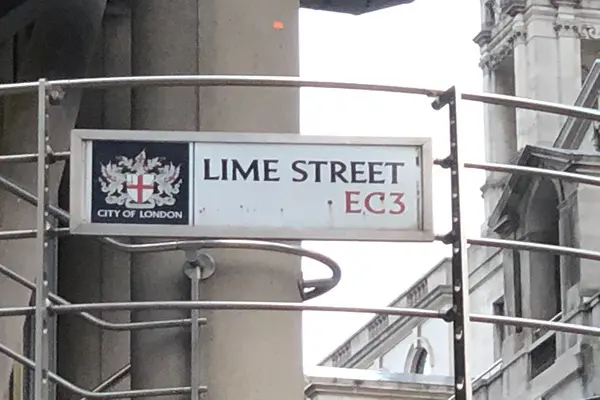 LIME STREET
EC3
CITY OF LONDON